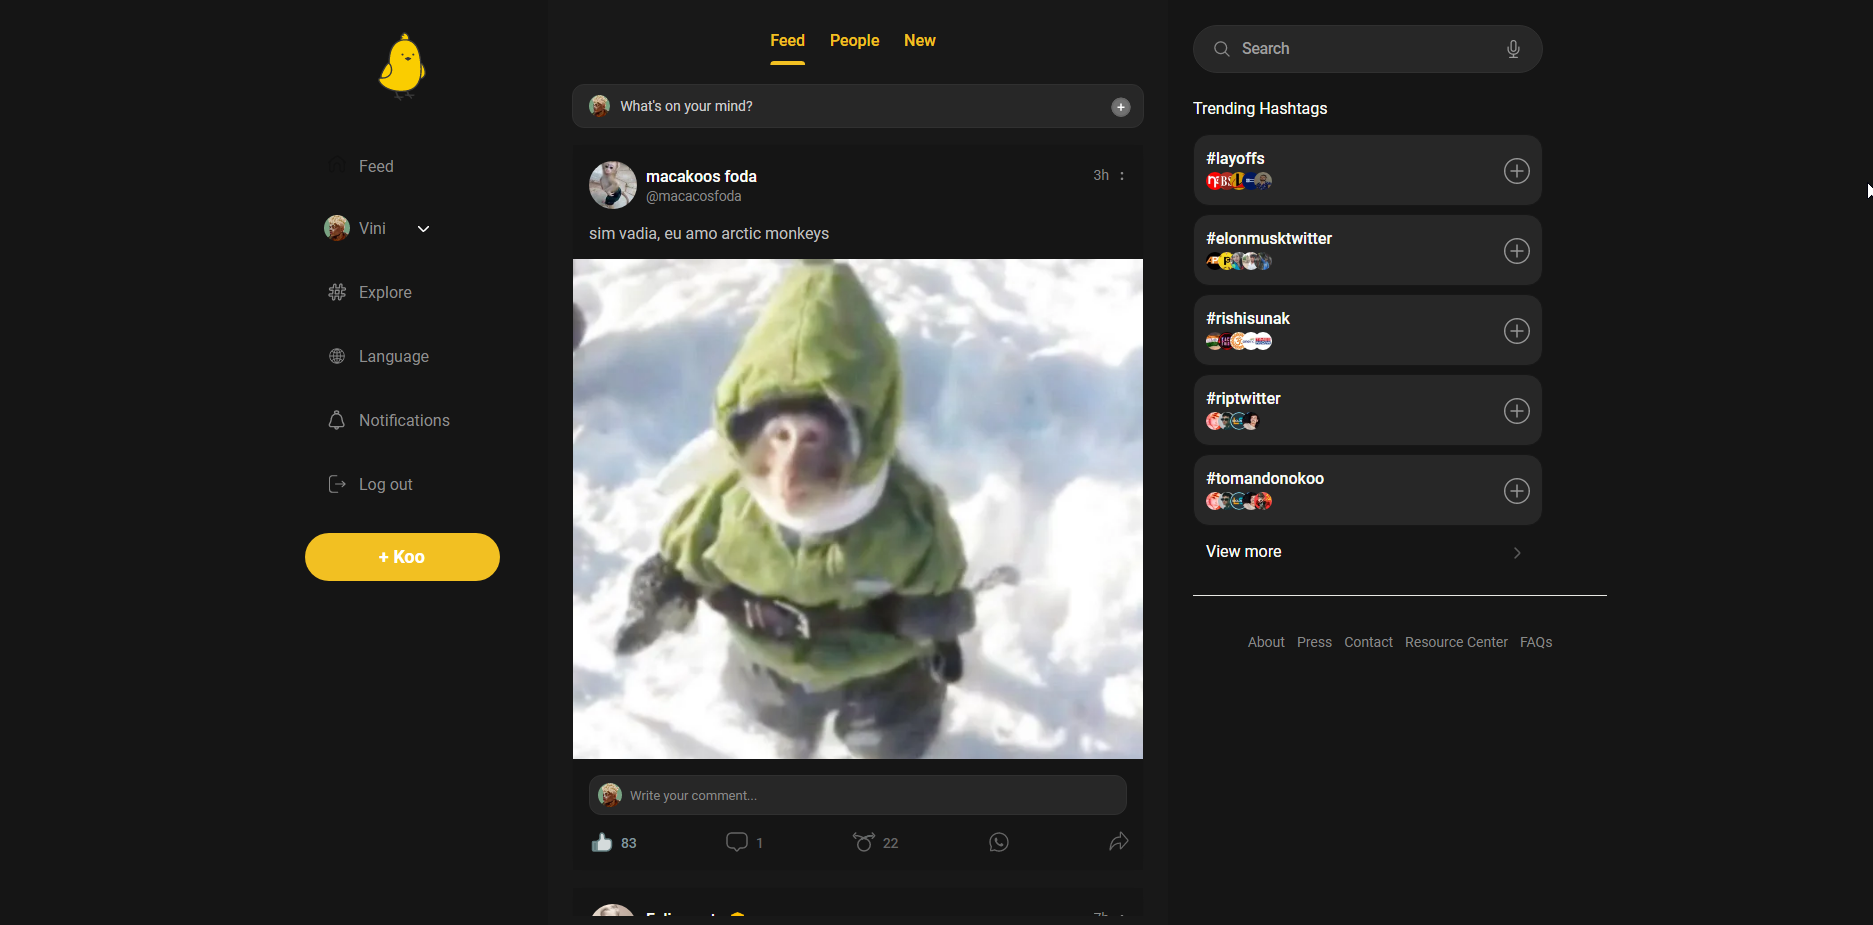 Feed
Vini
Explore
Language
Notifications
Log out
+ Koo
Feed People New
What's on your mind?
macakoos foda
@macacosfoda
3h
sim vadia, eu amo arctic monkeys
Write your comment...
83
1
22
Search
Trending Hashtags
#layoffs
#elonmusktwitter
#rishisunak
#riptwitter
#tomandonokoo
View more
About Press Contact Resource Center FAQs